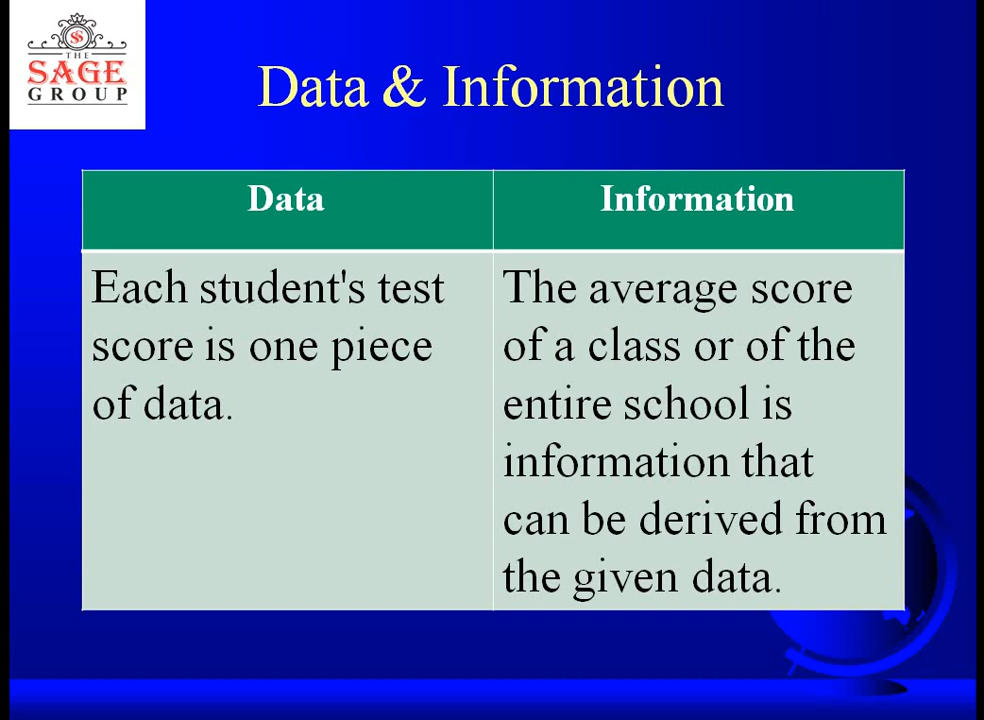 THE
SAGE
GROUP
Data & Information
Data
Information
Each student's test
score is one piece
of data.
The average score
of a class or of the
entire school is
information that
can be derived from
the given data.